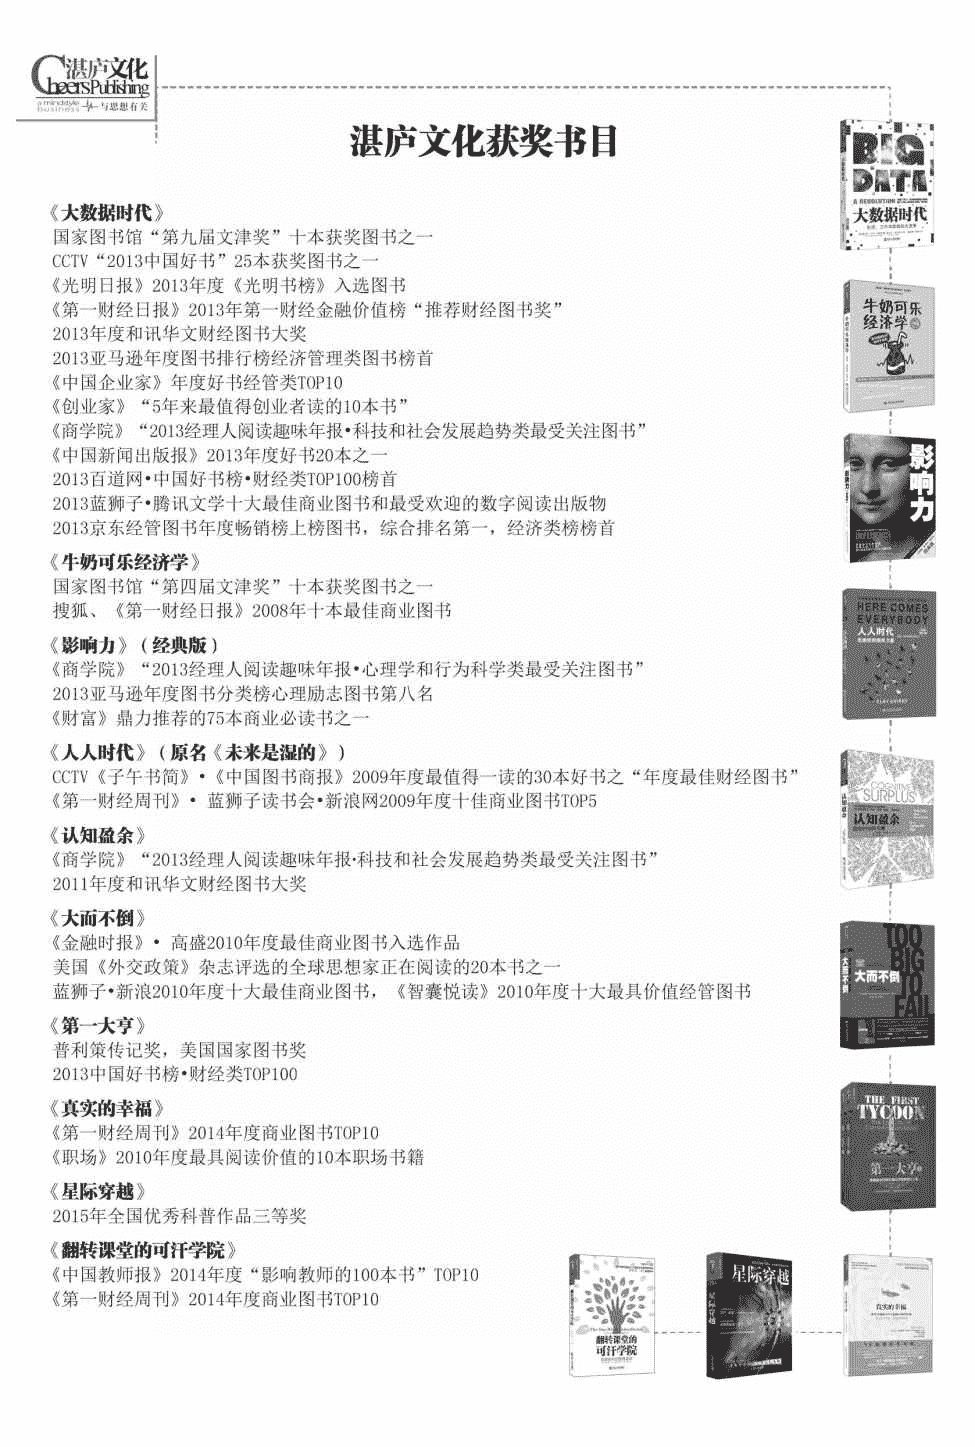 湛庐文化
Cheers Publishing
a mindstyle business 与思想有关
湛庐文化获奖书目
《大数据时代》
国家图书馆“第九届文津奖”十本获奖图书之一
CCTV“2013中国好书”25本获奖图书之一
《光明日报》2013年度《光明书榜》入选图书
《第一财经日报》2013年第一财经金融价值榜“推荐财经图书奖”
2013年度和讯华文财经图书大奖
2013亚马逊年度图书排行榜经济管理类图书榜首
《中国企业家》年度好书经管类TOP10
《创业家》“5年来最值得创业者读的10本书”
《商学院》“2013经理人阅读趣味年报•科技和社会发展趋势类最受关注图书”
《中国新闻出版报》2013年度好书20本之一
2013百道网•中国好书榜•财经类TOP100榜首
2013蓝狮子•腾讯文学十大最佳商业图书和最受欢迎的数字阅读出版物
2013京东经管图书年度畅销榜上榜图书，综合排名第一，经济类榜榜首
《牛奶可乐经济学》
国家图书馆“第四届文津奖”十本获奖图书之一
搜狐、《第一财经日报》2008年十本最佳商业图书
《影响力》（经典版）
《商学院》“2013经理人阅读趣味年报•心理学和行为科学类最受关注图书”
2013亚马逊年度图书分类榜心理励志图书第八名
《财富》鼎力推荐的75本商业必读书之一
《人人时代》（原名《未来是湿的》）
CCTV《子午书简》•《中国图书商报》2009年度最值得一读的30本好书之“年度最佳财经图书”
《第一财经周刊》• 蓝狮子读书会•新浪网2009年度十佳商业图书TOP5
《认知盈余》
《商学院》“2013经理人阅读趣味年报·科技和社会发展趋势类最受关注图书”
2011年度和讯华文财经图书大奖
《大而不倒》
《金融时报》• 高盛2010年度最佳商业图书入选作品
美国《外交政策》杂志评选的全球思想家正在阅读的20本书之一
蓝狮子•新浪2010年度十大最佳商业图书，《智囊悦读》2010年度十大最具价值经管图书
《第一大亨》
普利策传记奖，美国国家图书奖
2013中国好书榜•财经类TOP100
《真实的幸福》
《第一财经周刊》2014年度商业图书TOP10
《职场》2010年度最具阅读价值的10本职场书籍
《星际穿越》
2015年全国优秀科普作品三等奖
《翻转课堂的可汗学院》
《中国教师报》2014年度“影响教师的100本书”TOP10
《第一财经周刊》2014年度商业图书TOP10
BIG
DATA
A REVOLUTION
大数据时代
牛奶可乐
经济学
影响力
HERE COMES
EVERYBODY
人人时代
COGNITIVE
SURPLUS
认知盈余
TOO
BIG
TO
FAIL
大而不倒
大而不倒
THE FIRST
TYCOON
第一大亨
翻转课堂的
可汗学院
星际穿越
真实的幸福